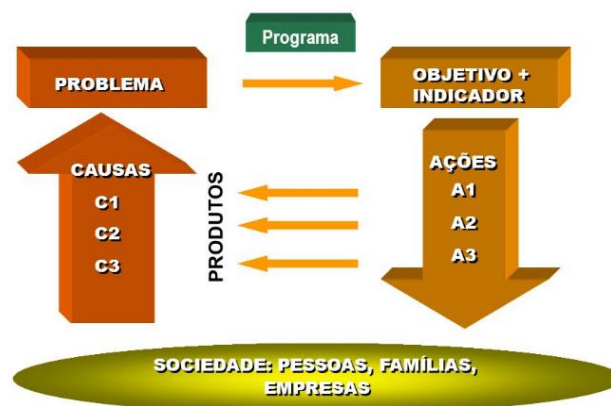 Programa
PROBLEMA
OBJETIVO +
INDICADOR
CAUSAS
C1
C2
C3
PRODUTOS
AÇÕES
A1
A2
A3
SOCIEDADE: PESSOAS, FAMÍLIAS,
EMPRESAS